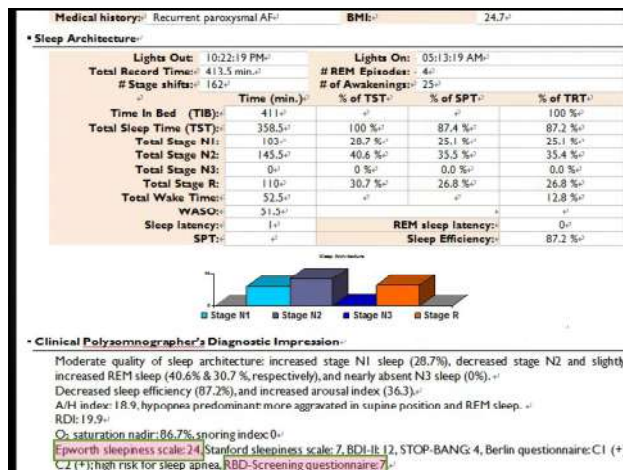 Medical history: Recurrent paroxysmal AF BMI: 24.7
▪ Sleep Architecture
Lights Out: 10:22:19 PM Lights On: 05:13:19 AM
Total Record Time: 413.5 min. # REM Episodes: 4
# Stage shifts: 162 # of Awakenings: 25
Time (min.) % of TST % of SPT % of TRT
Time In Bed (TIB): 411 100 %
Total Sleep Time (TST): 358.5 100 % 87.4 % 87.2 %
Total Stage N1: 103 28.7 % 25.1 % 25.1 %
Total Stage N2: 145.5 40.6 % 35.5 % 35.4 %
Total Stage N3: 0 0 % 0.0 % 0.0 %
Total Stage R: 110 30.7 % 26.8 % 26.8 %
Total Wake Time: 52.5 12.8 %
WASO: 51.5
Sleep latency: 1 REM sleep latency: 0
SPT: Sleep Efficiency: 87.2 %
Sleep Architecture
Stage N1 Stage N2 Stage N3 Stage R
▪ Clinical Polysomnographer's Diagnostic Impression
Moderate quality of sleep architecture: increased stage N1 sleep (28.7%), decreased stage N2 and slightly
increased REM sleep (40.6% & 30.7 %, respectively), and nearly absent N3 sleep (0%).
Decreased sleep efficiency (87.2%), and increased arousal index (36.3).
A/H index: 18.9, hypopnea predominant; more aggravated in supine position and REM sleep.
RDI: 19.9
O₂ saturation nadir: 86.7%, snoring index: 0
Epworth sleepiness scale: 24, Stanford sleepiness scale: 7, BDI-II: 12, STOP-BANG: 4, Berlin questionnaire: C1 (+
C2 (+); high risk for sleep apnea, RBD-Screening questionnaire: 7